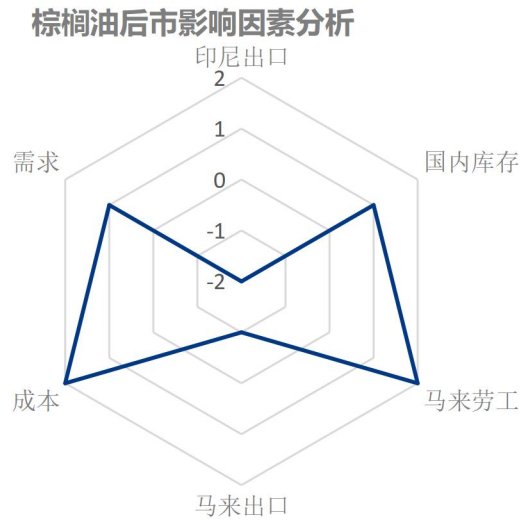 棕榈油后市影响因素分析
印尼出口
2
1
需求
国内库存
0
-1
-2
成本
马来劳工
马来出口